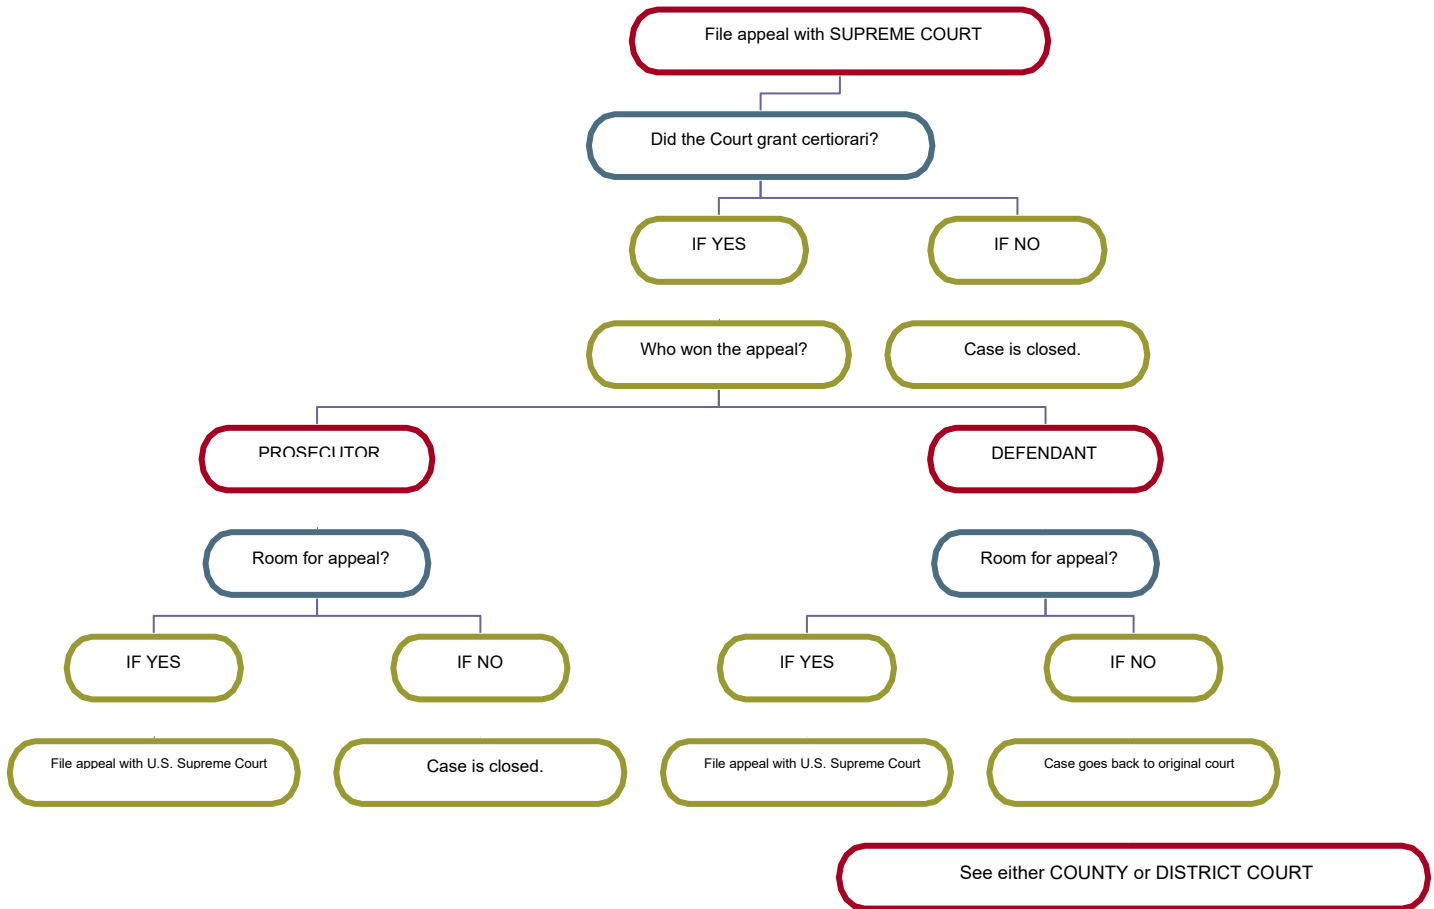 File appeal with SUPREME COURT
Did the Court grant certiorari?
IF YES
IF NO
Who won the appeal?
Case is closed.
PROSECUTOR
DEFENDANT
Room for appeal?
Room for appeal?
IF YES
IF NO
IF YES
IF NO
File appeal with U.S. Supreme Court
Case is closed.
File appeal with U.S. Supreme Court
Case goes back to original court
See either COUNTY or DISTRICT COURT